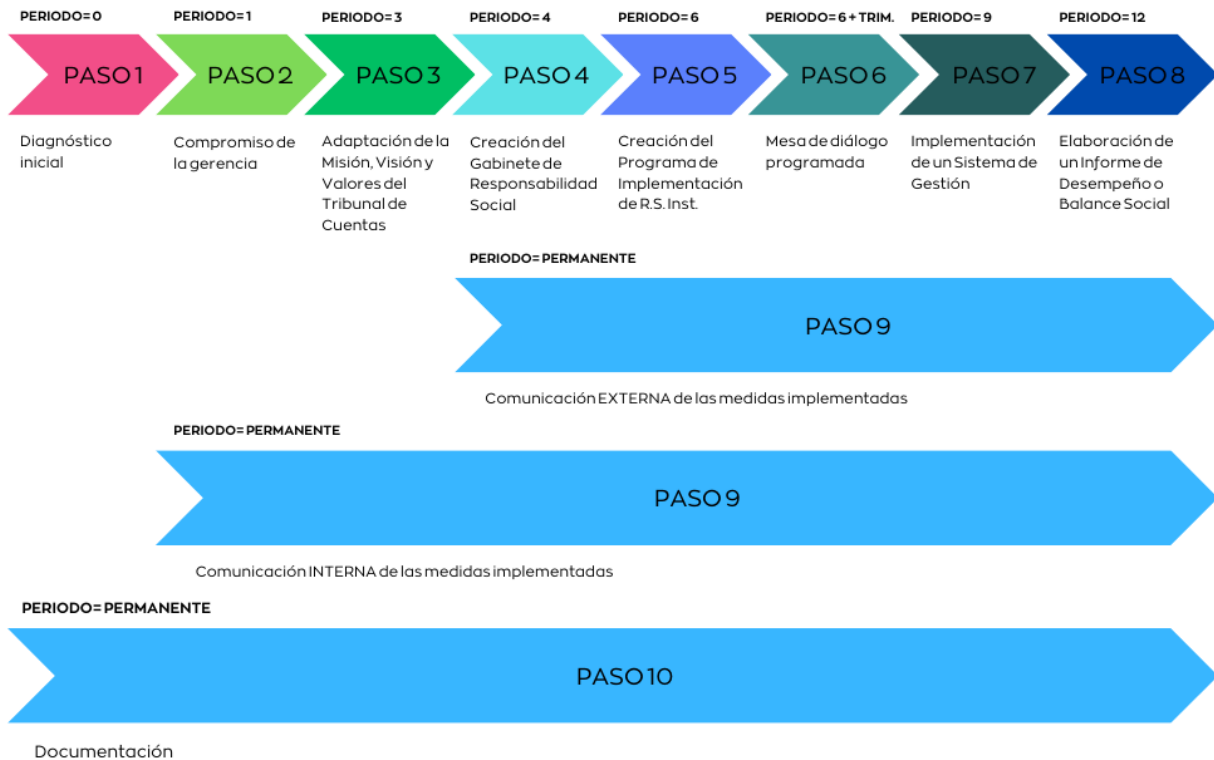 PERIODO= 0
PERIODO= 1
PERIODO= 3
PERIODO= 4
PERIODO= 6
PERIODO= 6 + TRIM.
PERIODO= 9
PERIODO= 12
PASO 1
PASO 2
PASO 3
PASO 4
PASO 5
PASO 6
PASO 7
PASO 8
Diagnóstico
inicial
Compromiso de
la gerencia
Adaptación de la
Misión, Visión y
Valores del
Tribunal de
Cuentas
Creación del
Gabinete de
Responsabilidad
Social
Creación del
Programa de
Implementación
de R.S. Inst.
Mesa de diálogo
programada
Implementación
de un Sistema de
Gestión
Elaboración de
un Informe de
Desempeño o
Balance Social
PERIODO= PERMANENTE
PASO 9
Comunicación EXTERNA de las medidas implementadas
PERIODO= PERMANENTE
PASO 9
Comunicación INTERNA de las medidas implementadas
PERIODO= PERMANENTE
PASO 10
Documentación